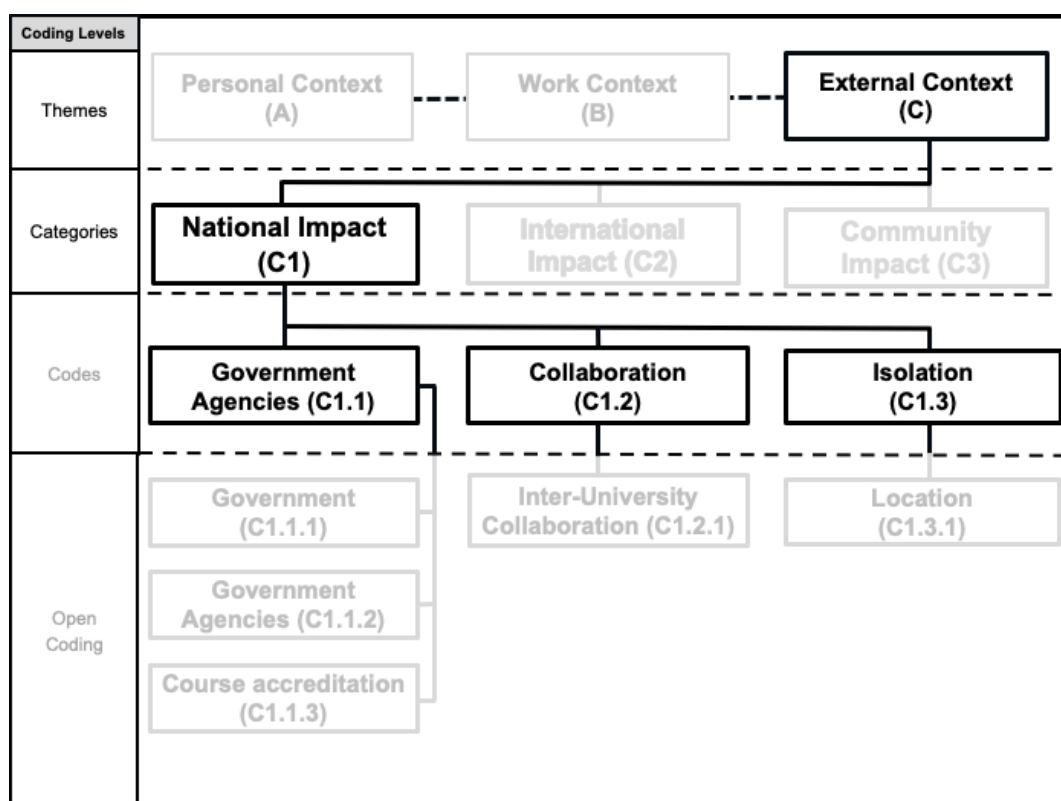 Coding Levels
Themes
Personal Context
(A)
Work Context
(B)
External Context
(C)
Categories
National Impact
(C1)
International
Impact (C2)
Community
Impact (C3)
Codes
Government
Agencies (C1.1)
Collaboration
(C1.2)
Isolation
(C1.3)
Open
Coding
Government
(C1.1.1)
Inter-University
Collaboration (C1.2.1)
Location
(C1.3.1)
Government
Agencies (C1.1.2)
Course accreditation
(C1.1.3)